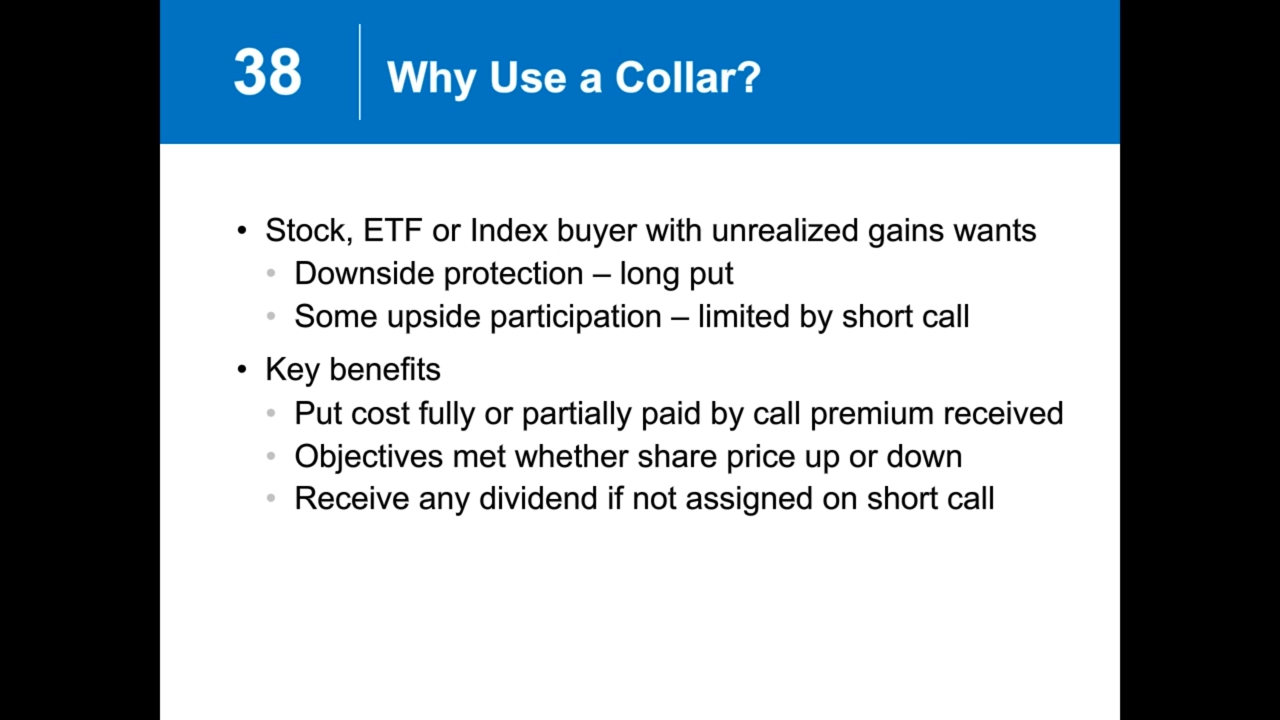 38
Why Use a Collar?
• Stock, ETF or Index buyer with unrealized gains wants
• Downside protection – long put
• Some upside participation – limited by short call
• Key benefits
• Put cost fully or partially paid by call premium received
• Objectives met whether share price up or down
• Receive any dividend if not assigned on short call